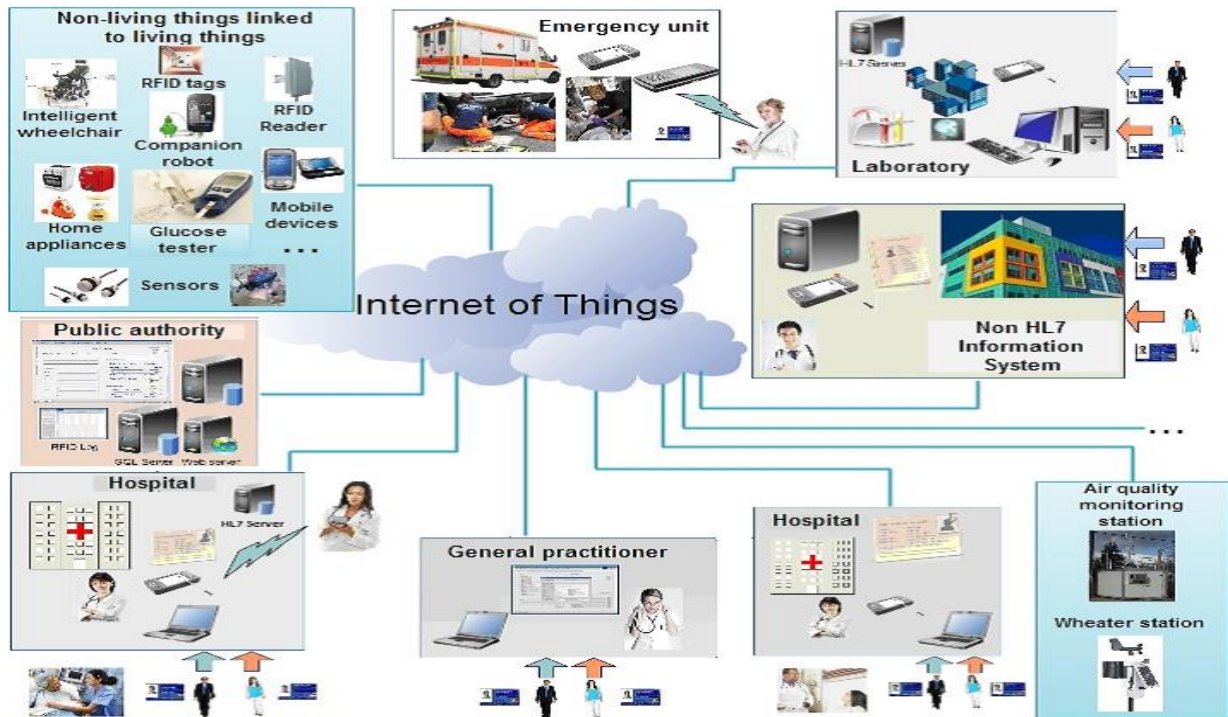 Non-living things linked
to living things
RFID tags
Intelligent
wheelchair
RFID
Reader
Companion
robot
Home
appliances
Glucose
tester
Mobile
devices
...
Sensors
Emergency unit
HL7 Server
Laboratory
Internet of Things
Non HL7
Information
System
...
Public authority
RFID Log
SQL Server
Web server
Hospital
HL7 Server
General practitioner
Hospital
Air quality
monitoring
station
Wheater station